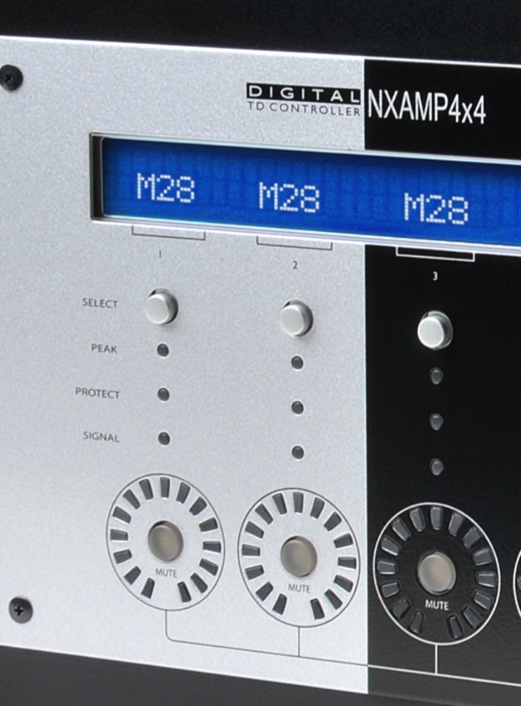 DIGITAL
TD CONTROLLER
NXAMP4x4
M28 M28 M28
1 2 3
SELECT
PEAK
PROTECT
SIGNAL
MUTE MUTE MUTE